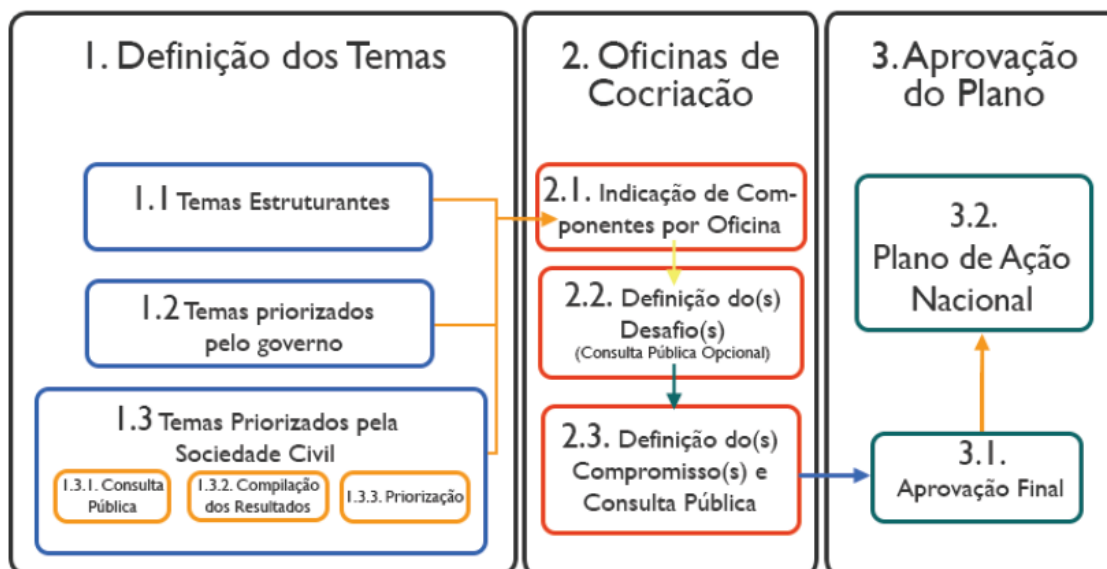 1. Definição dos Temas
1.1 Temas Estruturantes
1.2 Temas priorizados
pelo governo
1.3 Temas Priorizados pela
Sociedade Civil
1.3.1. Consulta
Pública
1.3.2. Compilação
dos Resultados
1.3.3. Priorização
2. Oficinas de
Cocriação
2.1. Indicação de Com-
ponentes por Oficina
2.2. Definição do(s)
Desafio(s)
(Consulta Pública Opcional)
2.3. Definição do(s)
Compromisso(s) e
Consulta Pública
3. Aprovação
do Plano
3.2.
Plano de Ação
Nacional
3.1.
Aprovação Final